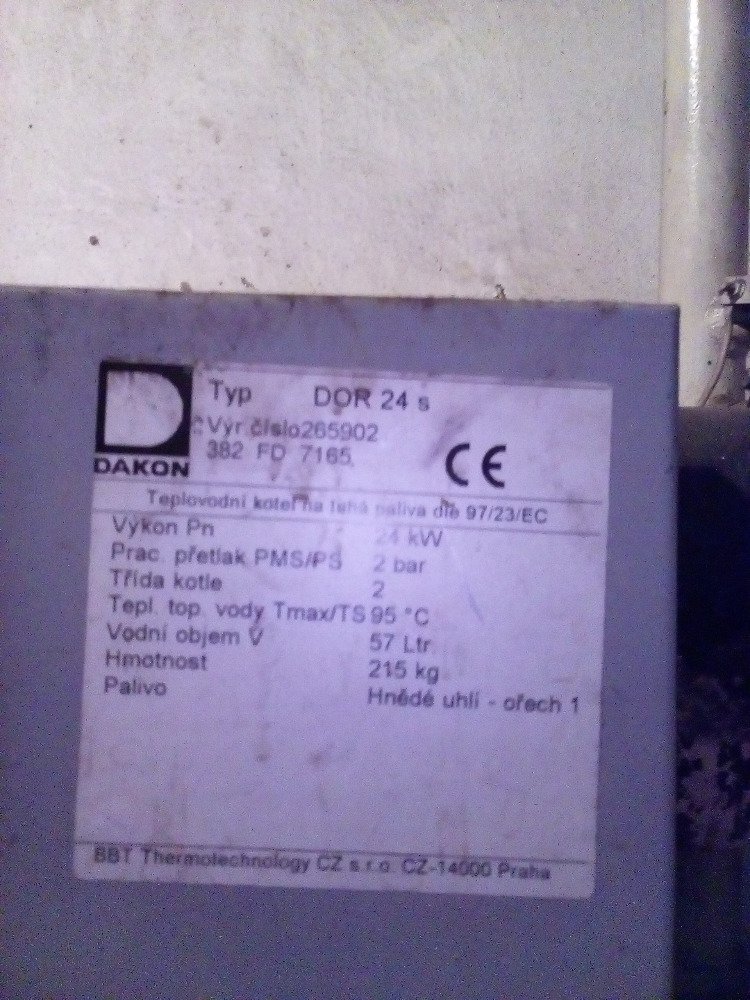 Typ DOR 24 s
Výr číslo265902
382 FD 7165
DAKON
CE
Teplovodní kotel na tuhá paliva dle 97/23/EC
Výkon Pn 24 kW
Prac. přetlak PMS/PS 2 bar
Třída kotle 2
Tepl. top. vody Tmax/TS 95 °C
Vodní objem V 57 Ltr
Hmotnost 215 kg
Palivo Hnědé uhlí - ořech 1
BBT Thermotechnology CZ s.r.o. CZ-14000 Praha